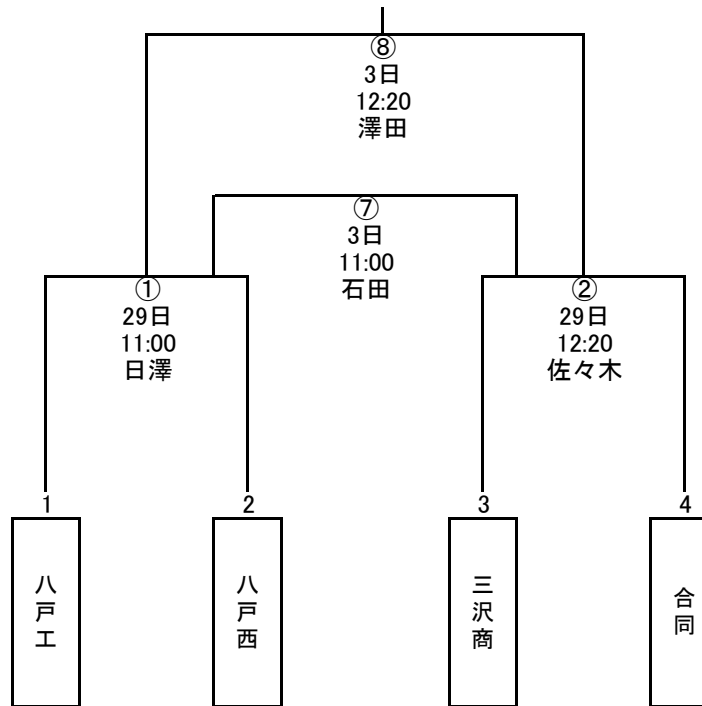 ⑧
3日
12:20
澤田
⑦
3日
11:00
石田
①
29日
11:00
日澤
②
29日
12:20
佐々木
1
2
3
4
八戸工
八戸西
三沢商
合同